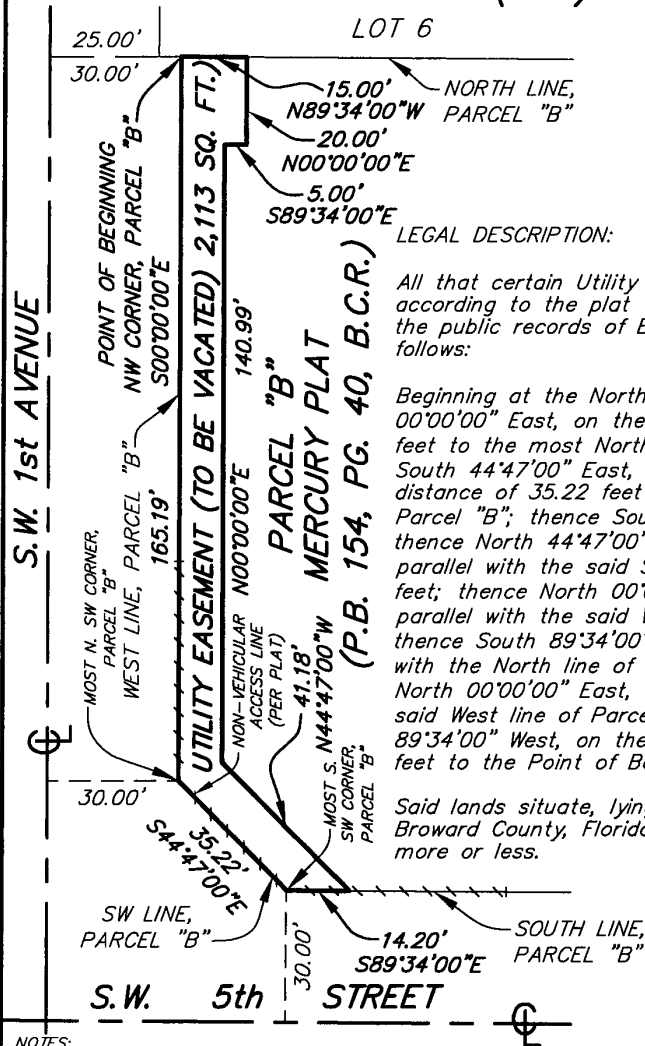 LOT 6
25.00'
30.00'
15.00'
N89°34'00"W
NORTH LINE,
PARCEL "B"
20.00'
N00°00'00"E
5.00'
S89°34'00"E
POINT OF BEGINNING
NW CORNER, PARCEL "B"
S00°00'00"E
S.W. 1st AVENUE
WEST LINE, PARCEL "B"
165.19'
MOST N. SW CORNER,
PARCEL "B"
UTILITY EASEMENT (TO BE VACATED) 2,113 SQ. FT.)
140.99'
N00°00'00"E
NON-VEHICULAR
ACCESS LINE
(PER PLAT)
PARCEL "B"
MERCURY PLAT
(P.B. 154, PG. 40, B.C.R.)
41.18'
N44°47'00"W
MOST S.
SW CORNER,
PARCEL "B"
LEGAL DESCRIPTION:
All that certain Utility
according to the plat
the public records of
follows:
Beginning at the North
00°00'00" East, on the
feet to the most North
South 44°47'00" East,
distance of 35.22 feet
Parcel "B"; thence
thence North 44°47'00"
parallel with the said
feet; thence North
parallel with the said
thence South 89°34'00"
with the North line of
North 00°00'00" East,
said West line of
89°34'00" West, on the
feet to the Point of
Said lands situate,
Broward County,
more or less.
30.00'
35.22'
S44°47'00"E
SW LINE,
PARCEL "B"
30.00'
14.20'
S89°34'00"E
SOUTH LINE,
PARCEL "B"
S.W. 5th STREET
NOTES: